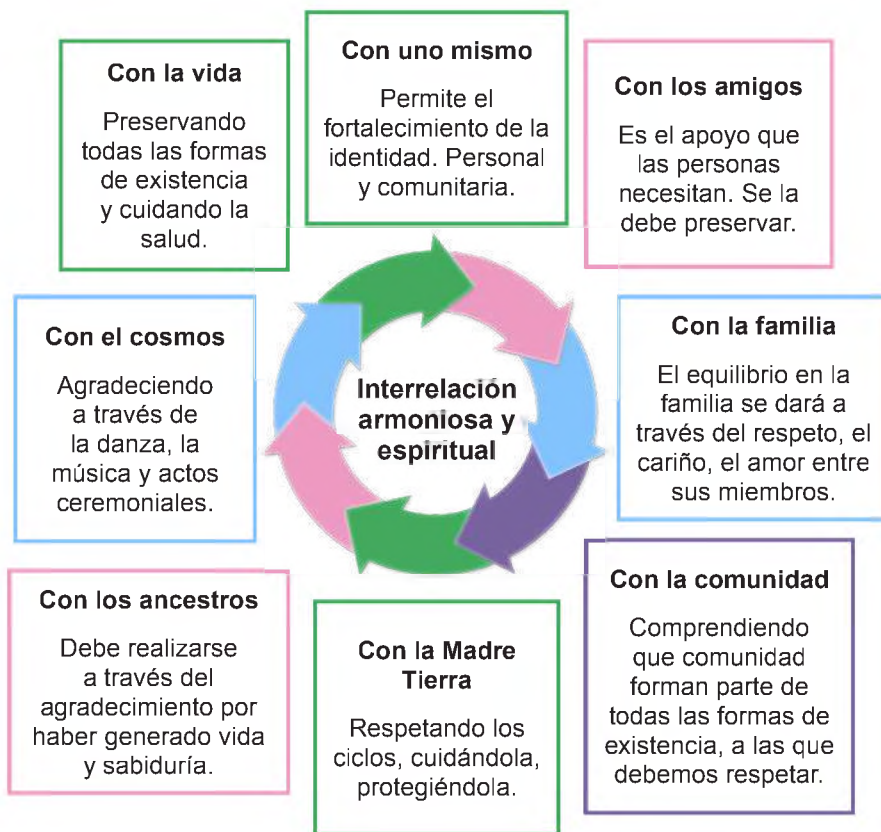 Con la vida
Preservando
todas las formas
de existencia
y cuidando la
salud.
Con uno mismo
Permite el
fortalecimiento de la
identidad. Personal
y comunitaria.
Con los amigos
Es el apoyo que
las personas
necesitan. Se la
debe preservar.
Con la familia
El equilibrio en la
familia se dará a
través del respeto, el
cariño, el amor entre
sus miembros.
Con la comunidad
Comprendiendo
que comunidad
forman parte de
todas las formas de
existencia, a las que
debemos respetar.
Con la Madre
Tierra
Respetando los
ciclos, cuidándola,
protegiéndola.
Con los ancestros
Debe realizarse
a través del
agradecimiento por
haber generado vida
y sabiduría.
Con el cosmos
Agradeciendo
a través de
la danza, la
música y actos
ceremoniales.
Interrelación
armoniosa y
espiritual